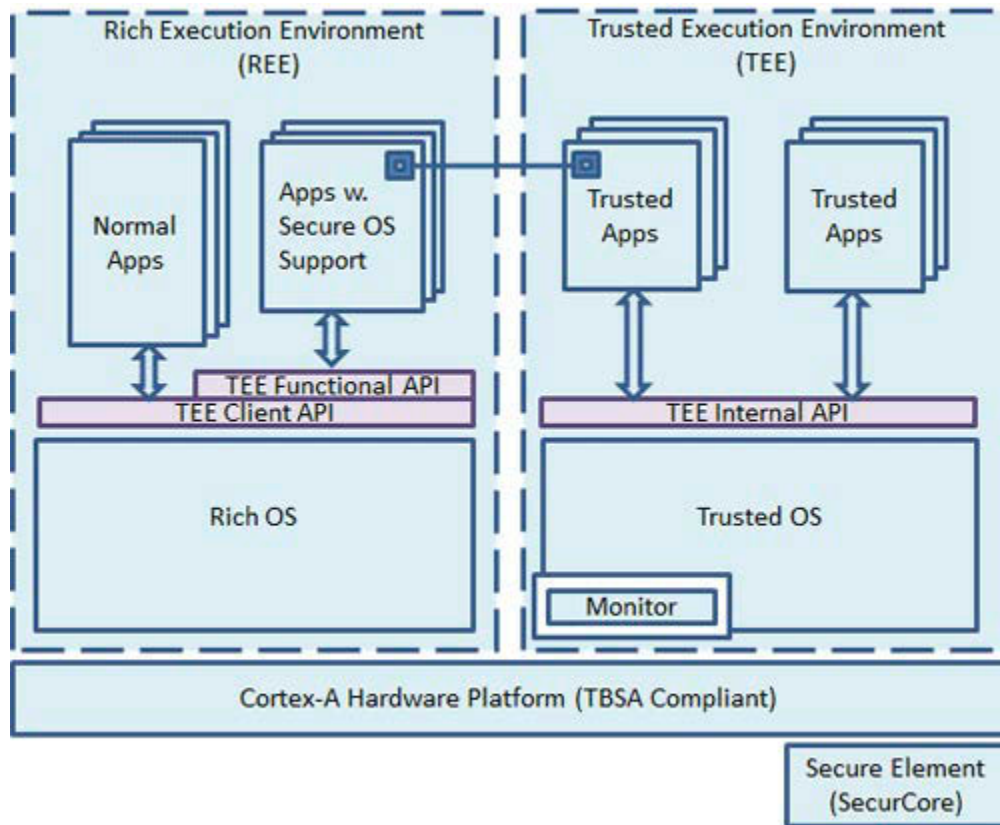 Rich Execution Environment
(REE)
Trusted Execution Environment
(TEE)
Normal
Apps
Apps w.
Secure OS
Support
Trusted
Apps
Trusted
Apps
TEE Functional API
TEE Client API
TEE Internal API
Rich OS
Trusted OS
Monitor
Cortex-A Hardware Platform (TBSA Compliant)
Secure Element
(SecurCore)